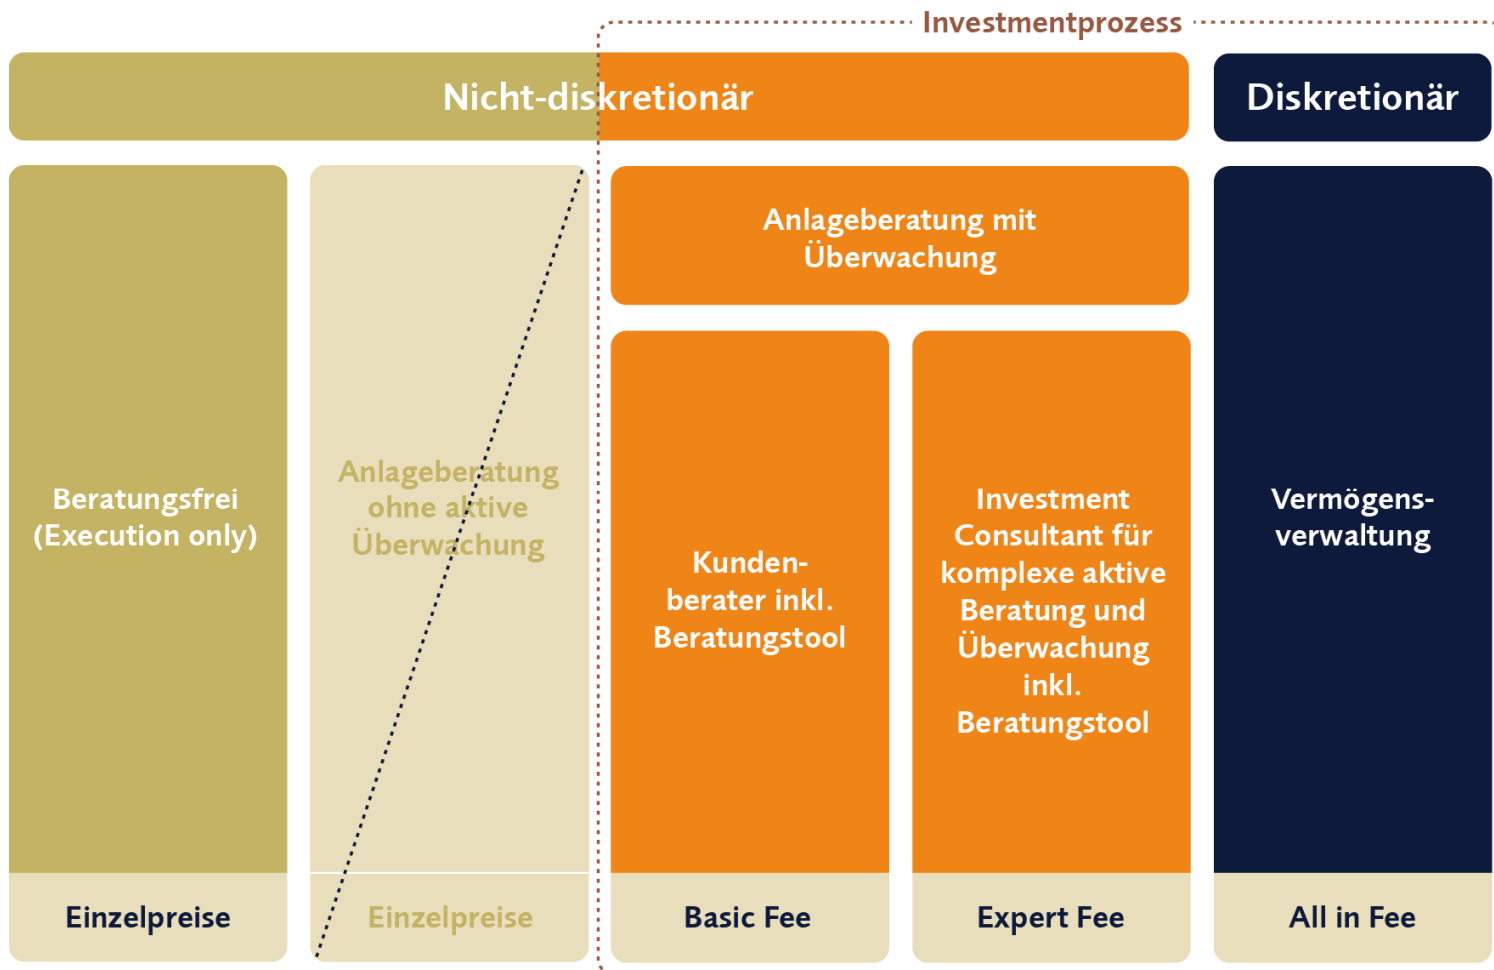 Investmentprozess
Nicht-diskretionär
Diskretionär
Beratungsfrei
(Execution only)
Einzelpreise
Anlageberatung
ohne aktive
Überwachung
Einzelpreise
Anlageberatung mit
Überwachung
Kunden-
berater inkl.
Beratungstool
Basic Fee
Investment
Consultant für
komplexe aktive
Beratung und
Überwachung
inkl.
Beratungstool
Expert Fee
Vermögens-
verwaltung
All in Fee